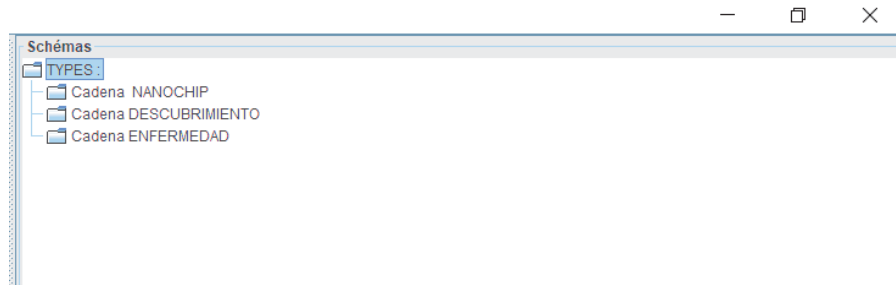 Schémas
TYPES :
Cadena  NANOCHIP
Cadena DESCUBRIMIENTO
Cadena ENFERMEDAD